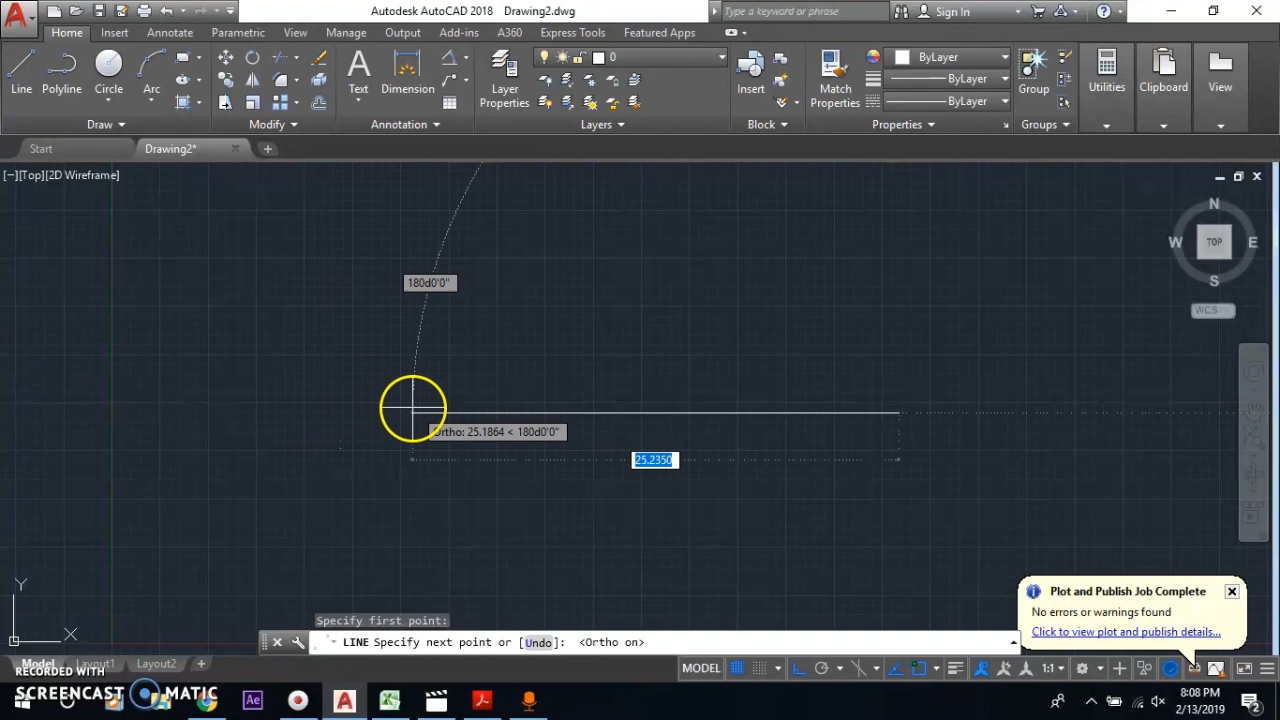 Autodesk AutoCAD 2018 Drawing2.dwg
Type a keyword or phrase
Sign In
Home Insert Annotate Parametric View Manage Output Add-ins A360 Express Tools Featured Apps
Line Polyline Circle Arc
Text Dimension
Layer Properties
0
Insert
Match Properties
ByLayer
ByLayer
ByLayer
Group
Utilities Clipboard View
Draw Modify Annotation Layers Block Properties Groups
Start Drawing2*
[−][Top][2D Wireframe]
N
W TOP E
S
WCS
180d0'0"
Ortho: 25.1864 < 180d0'0"
25.2350
Y
X
Plot and Publish Job Complete
No errors or warnings found
Click to view plot and publish details...
Specify first point:
LINE Specify next point or [Undo]: <Ortho on>
Model Layout1 Layout2
MODEL 1:1
RECORDED WITH
SCREENCAST MATIC
Ae
A
8:08 PM
2/13/2019
2